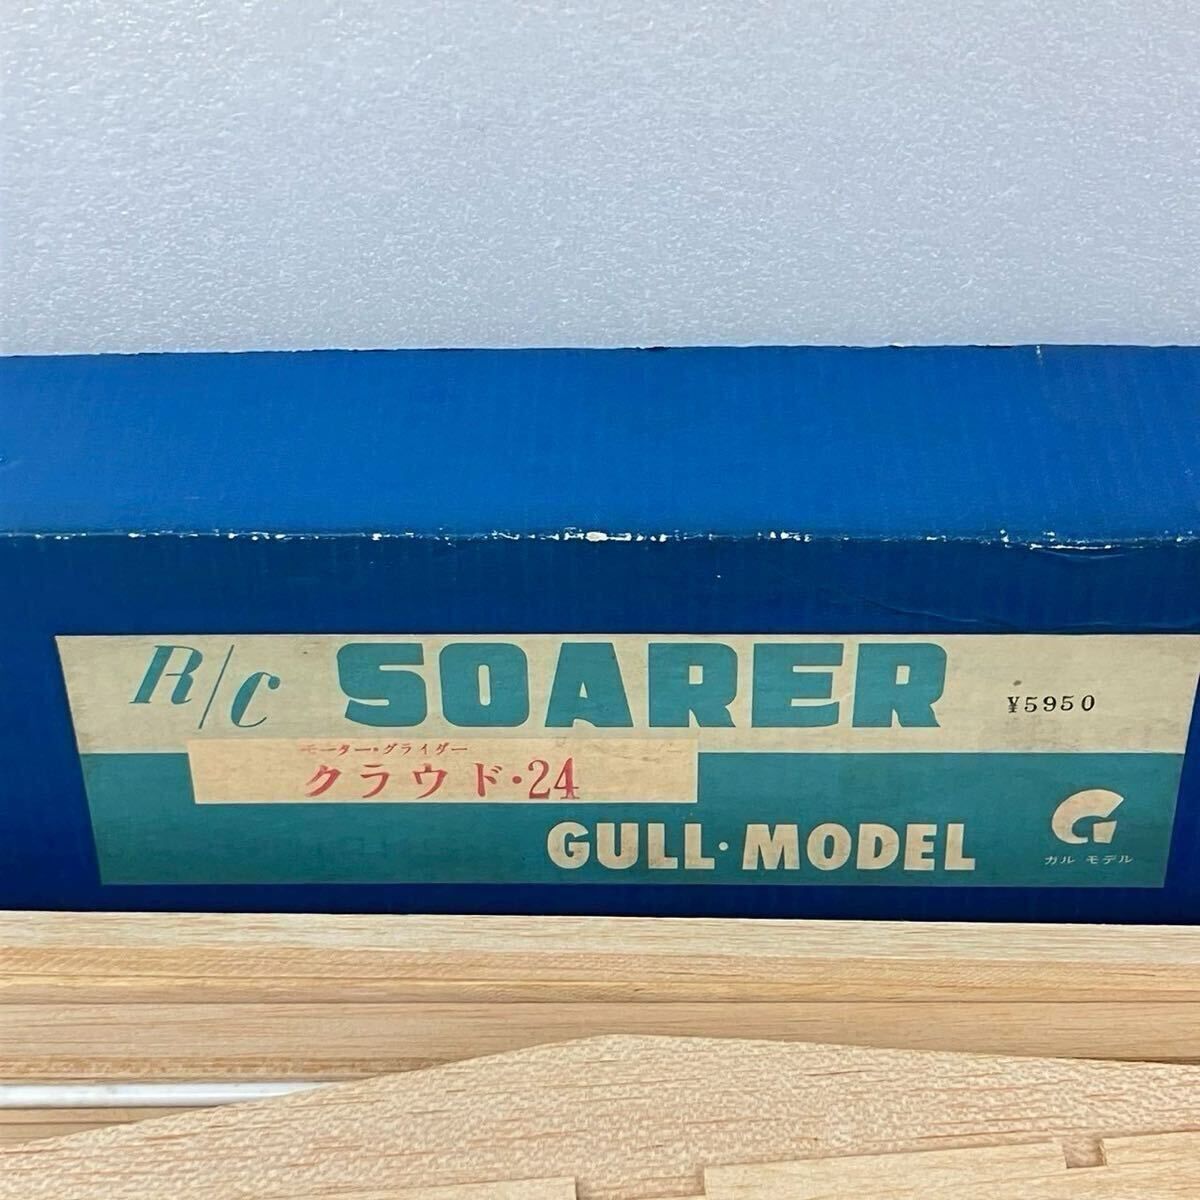 R/C SOARER ¥5950
モーター・グライダー
クラウド・24
GULL・MODEL
G
ガル モデル